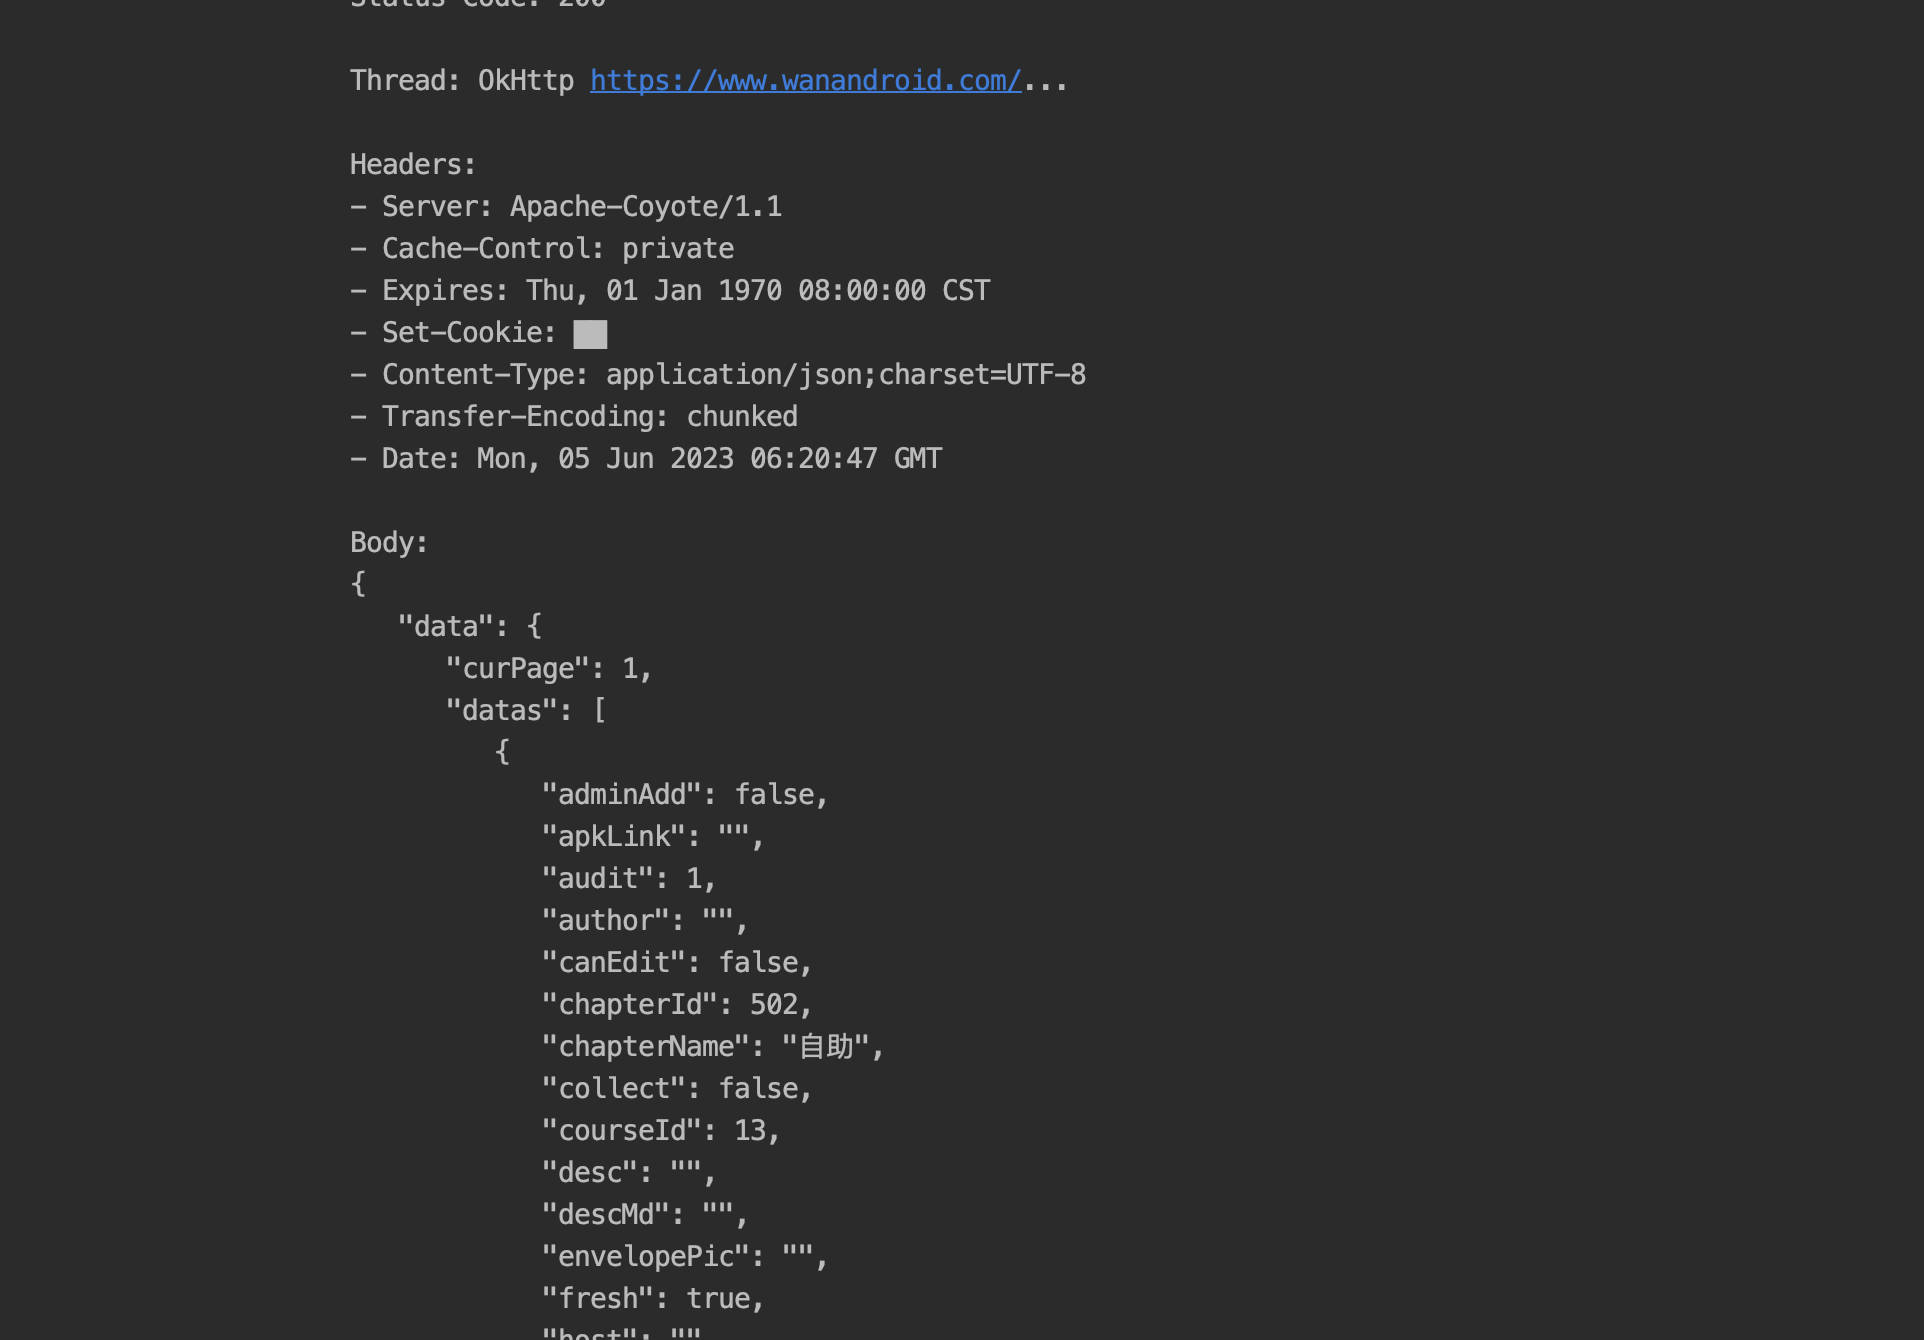 Status Code: 200
Thread: OkHttp https://www.wanandroid.com/...
Headers:
- Server: Apache-Coyote/1.1
- Cache-Control: private
- Expires: Thu, 01 Jan 1970 08:00:00 CST
- Set-Cookie: ██
- Content-Type: application/json;charset=UTF-8
- Transfer-Encoding: chunked
- Date: Mon, 05 Jun 2023 06:20:47 GMT
Body:
{
   "data": {
      "curPage": 1,
      "datas": [
         {
            "adminAdd": false,
            "apkLink": "",
            "audit": 1,
            "author": "",
            "canEdit": false,
            "chapterId": 502,
            "chapterName": "自助",
            "collect": false,
            "courseId": 13,
            "desc": "",
            "descMd": "",
            "envelopePic": "",
            "fresh": true,
            "host": ""